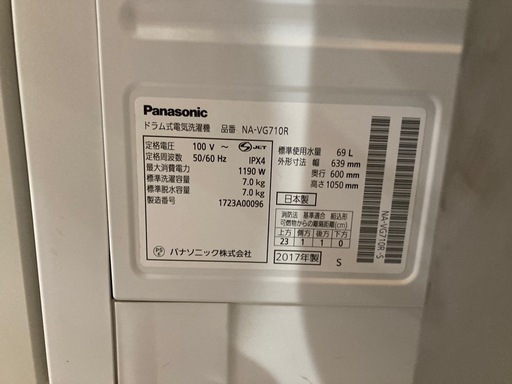 Panasonic
ドラム式電気洗濯機 品番 NA-VG710R
定格電圧 100 V ～ JET
定格周波数 50/60 Hz IPX4
最大消費電力 1190 W
標準洗濯容量 7.0 kg
標準脱水容量 7.0 kg
製造番号 1723A00096
PS E パナソニック株式会社
標準使用水量 69 L
外形寸法 幅 639 mm
奥行 600 mm
高さ 1050 mm
日本製
消防法 基準適合 組込形
可燃物からの離隔距離(cm)
上方 側方 後方 下方
23 1 1 0
2017年製 S
NA-VG710R-S